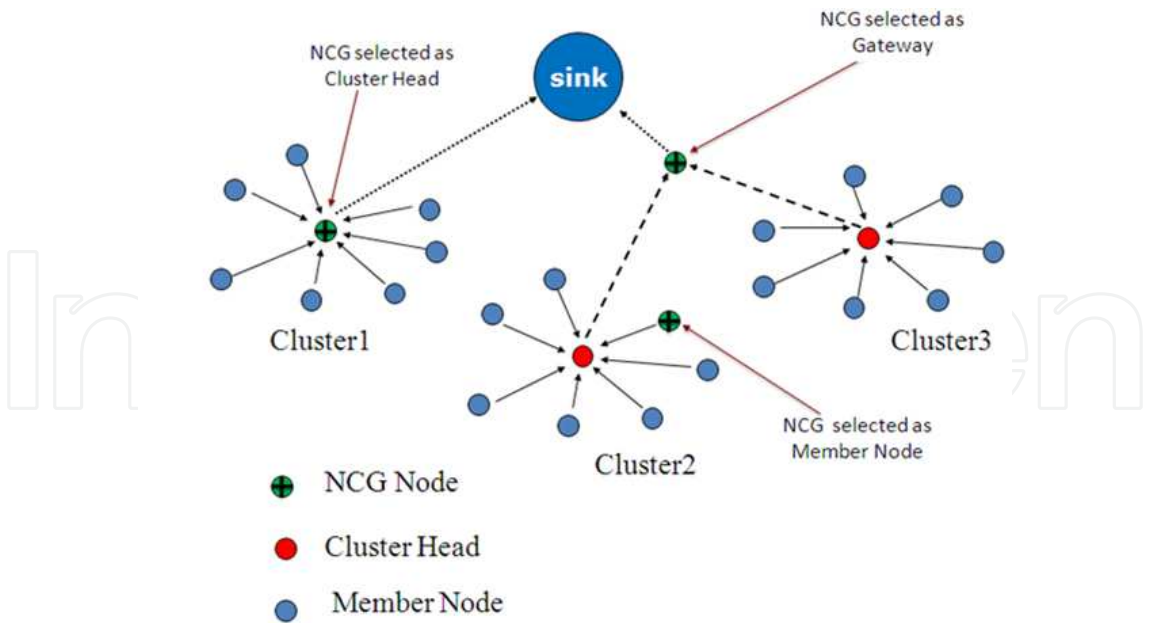 NCG selected as
Gateway
NCG selected as
Cluster Head
sink
Cluster1
Cluster3
NCG selected as
Member Node
Cluster2
NCG Node
Cluster Head
Member Node